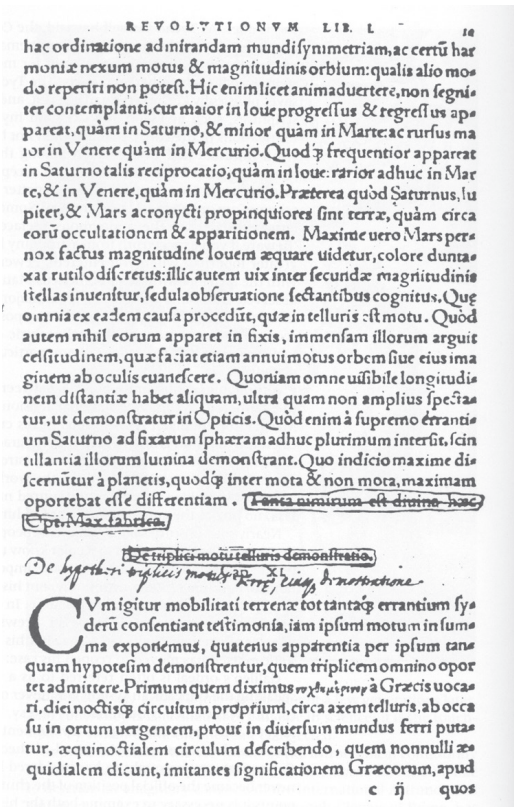 REVOLVTIONVM LIB. I. 10
hac ordinatione admirandam mundi symmetriam, ac certũ har
moniæ nexum motus & magnitudinis orbium: qualis alio mo-
do reperiri non potest. Hic enim licet animaduertere, non segni-
ter contemplanti, cur maior in Ioue progressus & regressus ap-
pareat, quàm in Saturno, & minor quàm in Marte: ac rursus ma
ior in Venere quàm in Mercurio. Quodq́ꝫ frequentior appareat
in Saturno talis reciprocatio, quàm in Ioue: rarior adhuc in Mar
te, & in Venere, quàm in Mercurio. Præterea quòd Saturnus, Iu
piter, & Mars acronycti propinquiores sint terræ, quàm circa
eorũ occultationem & apparitionem. Maxime uero Mars per-
nox factus magnitudine Iouem æquare uidetur, colore dunta-
xat rutilo discretus: illic autem uix inter secundæ magnitudinis
stellas inuenitur, sedula obseruatione sectantibus cognitus. Quę
omnia ex eadem causa procedũt, quæ in telluris est motu. Quòd
autem nihil eorum apparet in fixis, immensam illorum arguit
celsitudinem, quæ faciat etiam annui motus orbem siue eius ima
ginem ab oculis euanescere. Quoniam omne uisibile longitudi-
nem distantiæ habet aliquam, ultra quam non amplius specta-
tur, ut demonstratur in Opticis. Quòd enim à supremo erranti-
um Saturno ad fixarum sphæram adhuc plurimum intersit, scin
tillantia illorum lumina demonstrant. Quo indicio maxime di-
scernũtur à planetis, quodq́ꝫ inter mota & non mota, maximam
oportebat esse differentiam. Tanta nimirum est diuina hæc
Opt. Max. fabrica.
De triplici motu telluris demonstratio.
Cap. XI.
De hypothesi triplicis motus terræ, eiusq́ꝫ demonstratione
CVm igitur mobilitati terrenæ tot tantaq́ꝫ errantium sy-
derũ consentiant testimonia, iam ipsum motum in sum-
ma exponemus, quatenus apparentia per ipsum tan-
quam hypotesim demonstrentur, quem triplicem omnino opor
tet admittere. Primum quem diximus νυχθημέρινον à Græcis uoca-
ri, diei noctisq́ꝫ circuitum proprium, circa axem telluris, ab occa
su in ortum uergentem, prout in diuersum mundus ferri puta-
tur, æquinoctialem circulum describendo, quem nonnulli æ-
quidialem dicunt, imitantes significationem Græcorum, apud
c ij quos